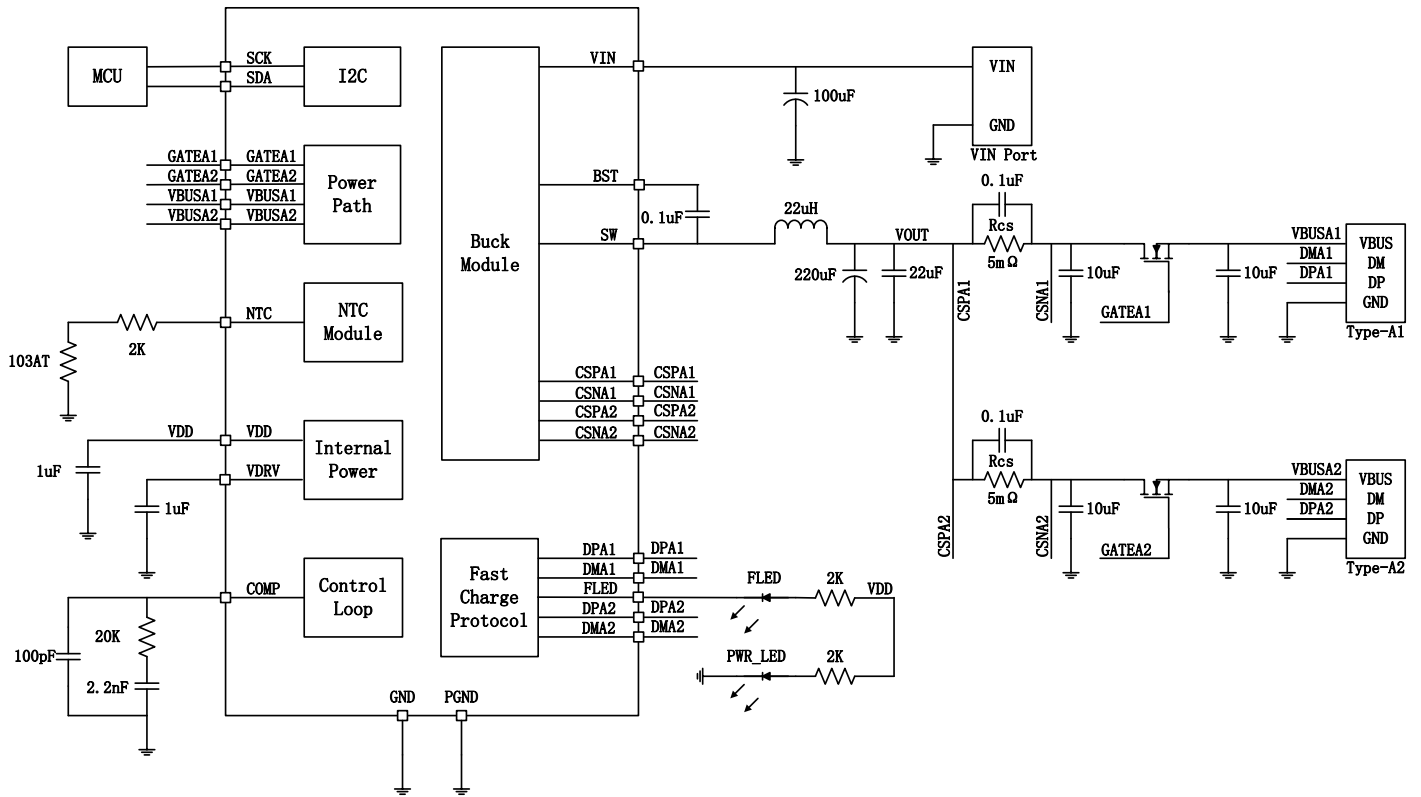 MCU
SCK
SDA
I2C
GATEA1
GATEA2
VBUSA1
VBUSA2
GATEA1
GATEA2
VBUSA1
VBUSA2
Power
Path
NTC
NTC
Module
2K
103AT
VDD
VDD
VDRV
Internal
Power
1uF
1uF
COMP
Control
Loop
20K
100pF
2.2nF
GND
PGND
Buck
Module
VIN
BST
SW
CSPA1
CSNA1
CSPA2
CSNA2
CSPA1
CSNA1
CSPA2
CSNA2
Fast
Charge
Protocol
DPA1
DMA1
FLED
DPA2
DMA2
DPA1
DMA1
DPA2
DMA2
FLED
2K
VDD
PWR_LED
2K
100uF
VIN
GND
VIN Port
0.1uF
22uH
VOUT
220uF
22uF
0.1uF
Rcs
5mΩ
CSPA1
CSNA1
10uF
GATEA1
10uF
VBUSA1
DMA1
DPA1
VBUS
DM
DP
GND
Type-A1
0.1uF
Rcs
5mΩ
CSPA2
CSNA2
10uF
GATEA2
10uF
VBUSA2
DMA2
DPA2
VBUS
DM
DP
GND
Type-A2